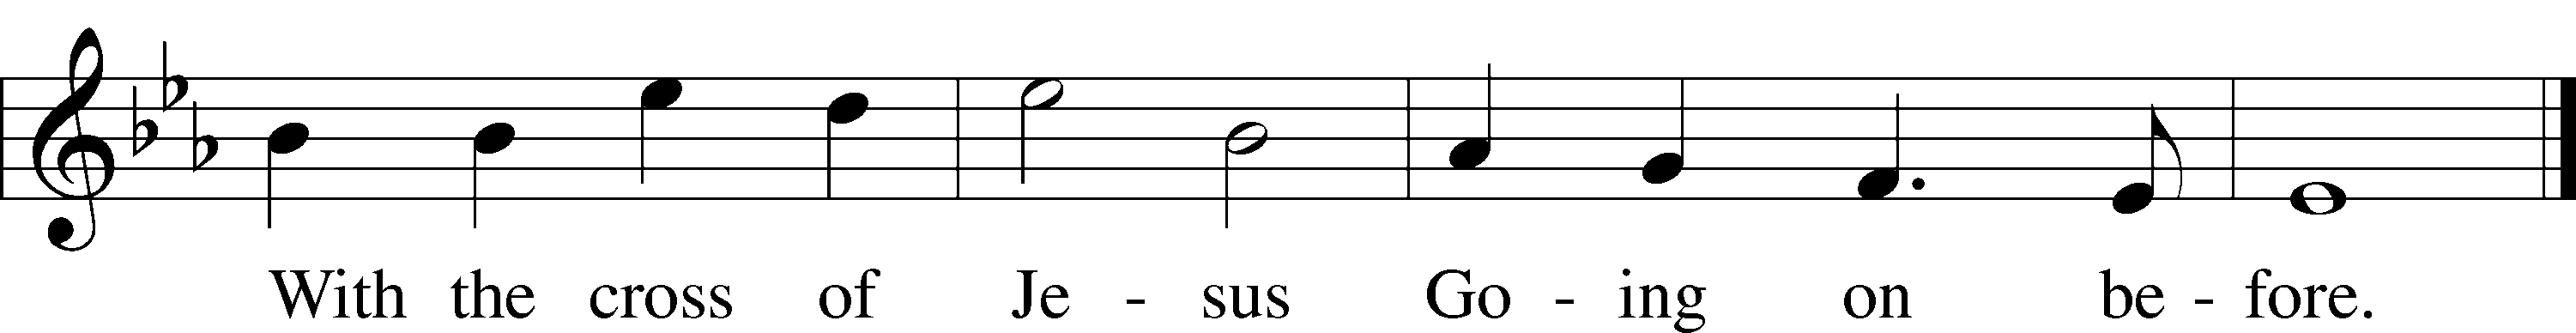 With the cross of Je - sus Go - ing on be - fore.